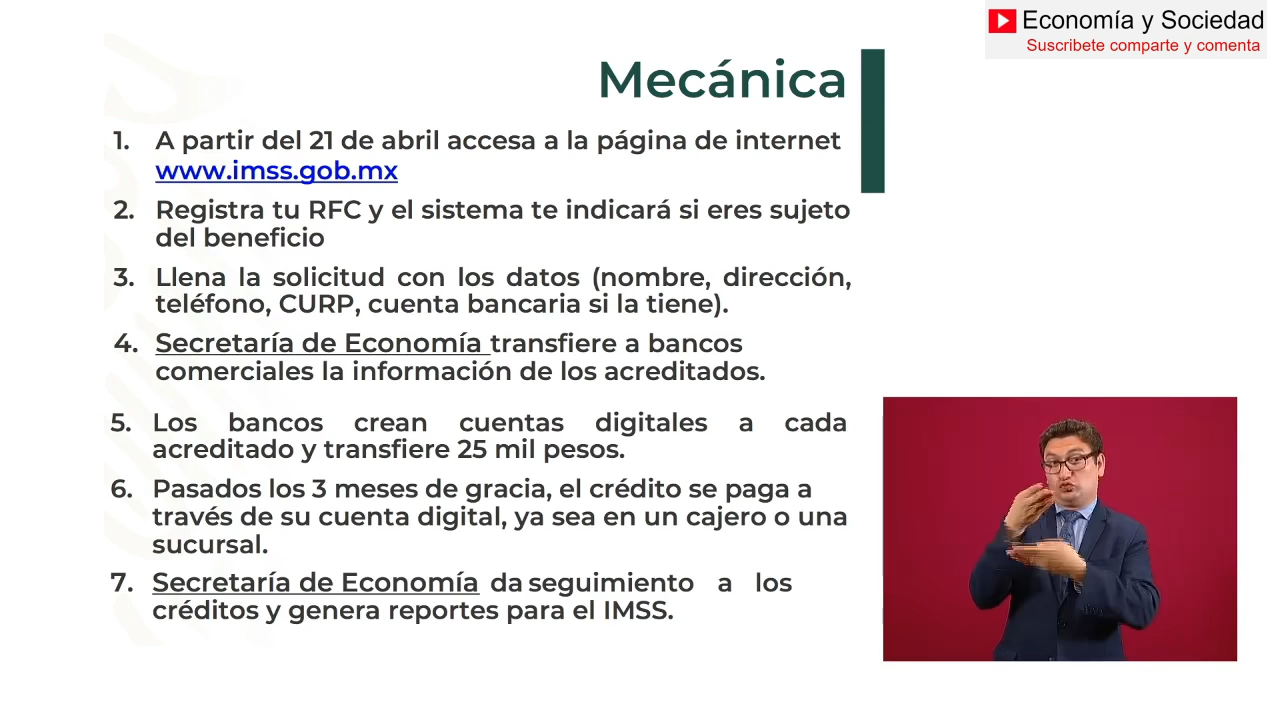 Economía y Sociedad
Suscribete comparte y comenta
Mecánica
1. A partir del 21 de abril accesa a la página de internet
www.imss.gob.mx
2. Registra tu RFC y el sistema te indicará si eres sujeto
del beneficio
3. Llena la solicitud con los datos (nombre, dirección,
teléfono, CURP, cuenta bancaria si la tiene).
4. Secretaría de Economía transfiere a bancos
comerciales la información de los acreditados.
5. Los bancos crean cuentas digitales a cada
acreditado y transfiere 25 mil pesos.
6. Pasados los 3 meses de gracia, el crédito se paga a
través de su cuenta digital, ya sea en un cajero o una
sucursal.
7. Secretaría de Economía da seguimiento a los
créditos y genera reportes para el IMSS.